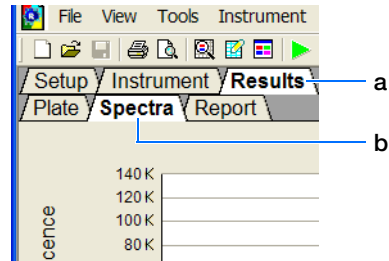 File View Tools Instrument
Setup Instrument Results a
Plate Spectra Report
b
140 K
120 K
100 K
80 K
cence